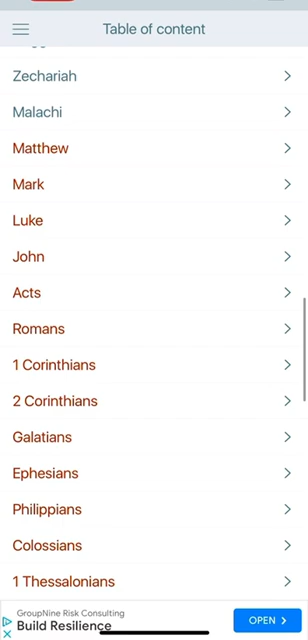 Table of content
Zechariah
Malachi
Matthew
Mark
Luke
John
Acts
Romans
1 Corinthians
2 Corinthians
Galatians
Ephesians
Philippians
Colossians
1 Thessalonians
GroupNine Risk Consulting
Build Resilience
OPEN